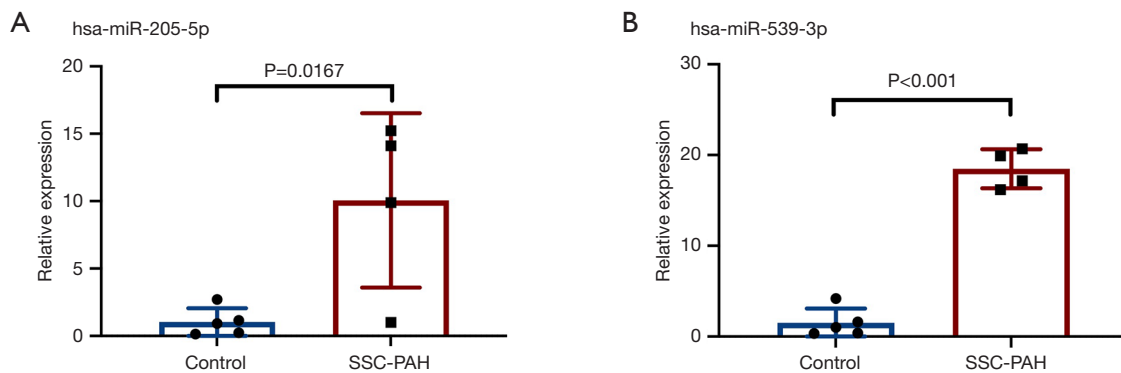 A hsa-miR-205-5p
Relative expression
20
15
10
5
0
P=0.0167
Control SSC-PAH
B hsa-miR-539-3p
Relative expression
30
20
10
0
P<0.001
Control SSC-PAH